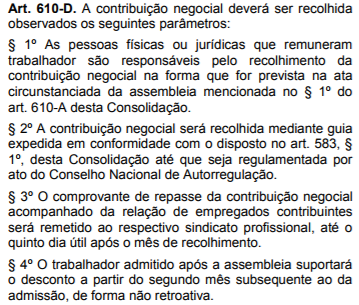 Art. 610-D. A contribuição negocial deverá ser recolhida
observados os seguintes parâmetros:
§ 1º As pessoas físicas ou jurídicas que remuneram
trabalhador são responsáveis pelo recolhimento da
contribuição negocial na forma que for prevista na ata
circunstanciada da assembleia mencionada no § 1º do
art. 610-A desta Consolidação.
§ 2º A contribuição negocial será recolhida mediante guia
expedida em conformidade com o disposto no art. 583, §
1º, desta Consolidação até que seja regulamentada por
ato do Conselho Nacional de Autorregulação.
§ 3º O comprovante de repasse da contribuição negocial
acompanhado da relação de empregados contribuintes
será remetido ao respectivo sindicato profissional, até o
quinto dia útil após o mês de recolhimento.
§ 4º O trabalhador admitido após a assembleia suportará
o desconto a partir do segundo mês subsequente ao da
admissão, de forma não retroativa.